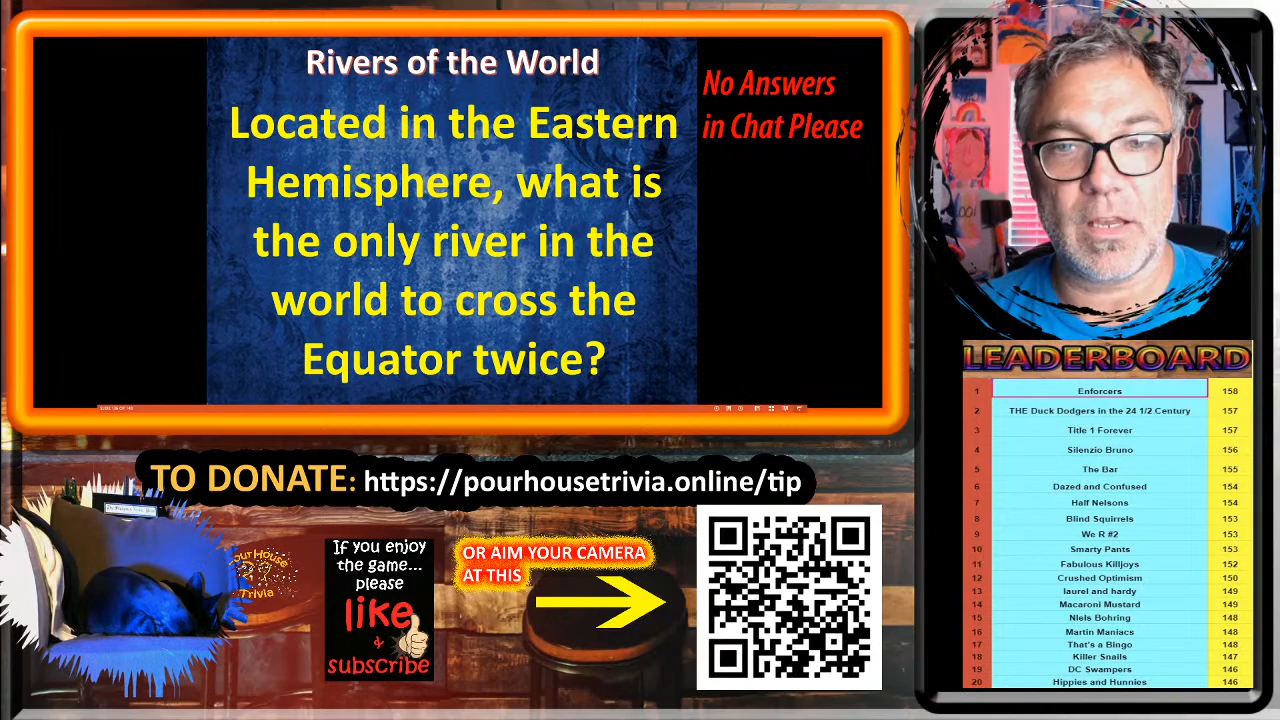 Rivers of the World
Located in the Eastern
Hemisphere, what is
the only river in the
world to cross the
Equator twice?
No Answers
in Chat Please
TO DONATE: https://pourhousetrivia.online/tip
Pour House
Trivia
If you enjoy
the game...
please
like
&
subscribe
OR AIM YOUR CAMERA
AT THIS
LEADERBOARD
1 Enforcers 158
2 THE Duck Dodgers in the 24 1/2 Century 157
3 Title 1 Forever 157
4 Silenzio Bruno 156
5 The Bar 155
6 Dazed and Confused 154
7 Half Nelsons 154
8 Blind Squirrels 153
9 We R #2 153
10 Smarty Pants 153
11 Fabulous Killjoys 152
12 Crushed Optimism 150
13 laurel and hardy 149
14 Macaroni Mustard 149
15 Niels Bohring 148
16 Martin Maniacs 148
17 That's a Bingo 148
18 Killer Snails 147
19 DC Swampers 146
20 Hippies and Hunnies 146